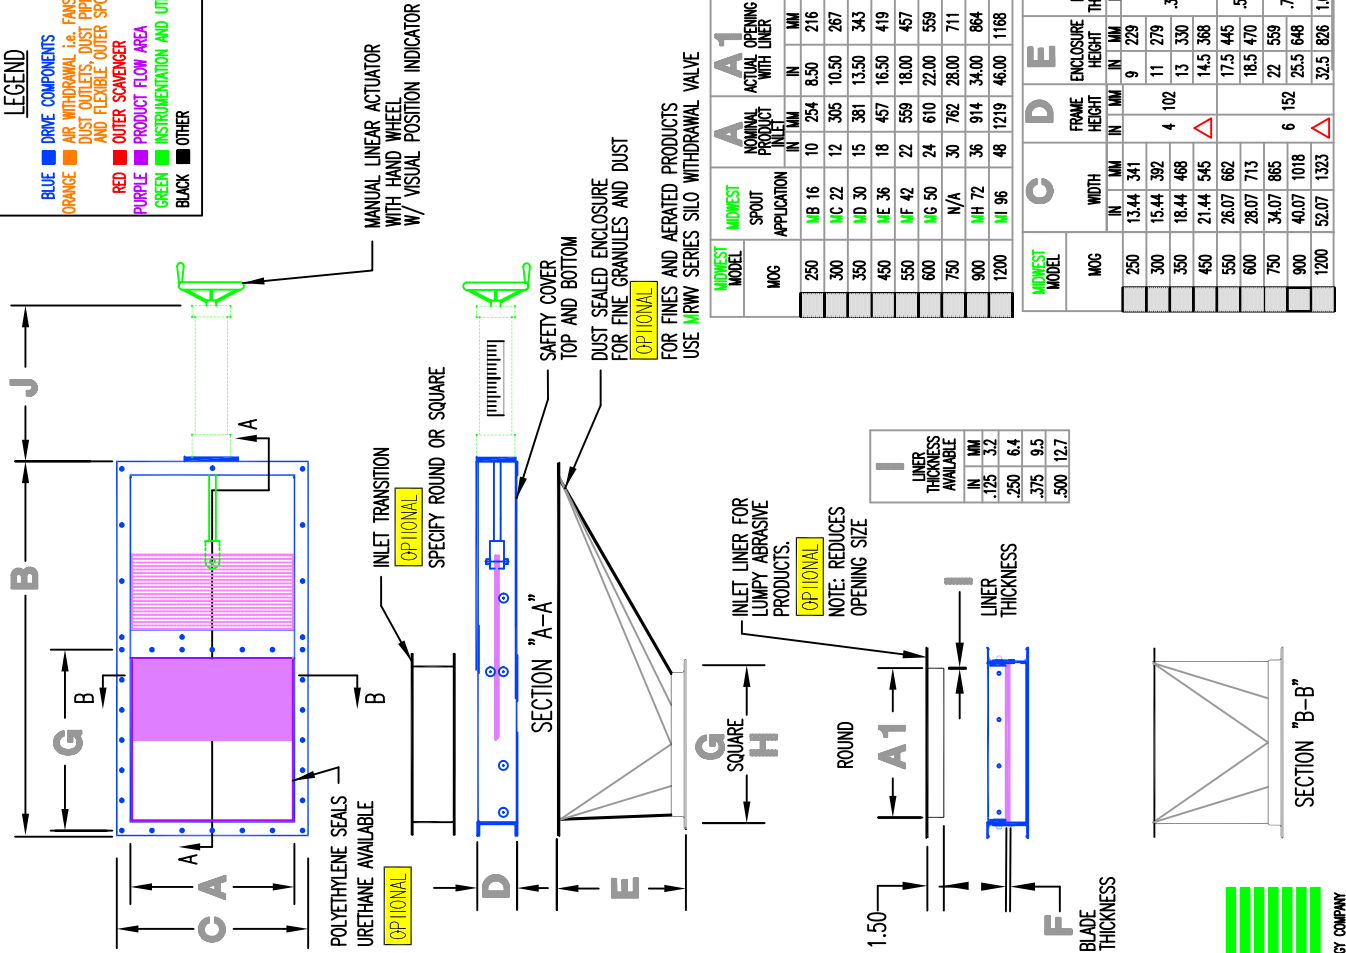 LEGEND
BLUE DRIVE COMPONENTS
ORANGE AIR WITHDRAWAL i.e. FANS
DUST OUTLETS, DUST PIPI
AND FLEXIBLE OUTER SPO
RED OUTER SCAVENGER
PURPLE PRODUCT FLOW AREA
GREEN INSTRUMENTATION AND UT
BLACK OTHER
MANUAL LINEAR ACTUATOR
WITH HAND WHEEL
W/ VISUAL POSITION INDICATOR
J
B
G
A
A
B
B
A
C
POLYETHYLENE SEALS
URETHANE AVAILABLE
OPTIONAL
INLET TRANSITION
OPTIONAL
SPECIFY ROUND OR SQUARE
SAFETY COVER
TOP AND BOTTOM
DUST SEALED ENCLOSURE
FOR FINE GRANULES AND DUST
OPTIONAL
FOR FINES AND AERATED PRODUCTS
USE MRWV SERIES SILO WITHDRAWAL VALVE
D
SECTION "A-A"
E
G
SQUARE
H
INLET LINER FOR
LUMPY ABRASIVE
PRODUCTS.
OPTIONAL
NOTE: REDUCES
OPENING SIZE
ROUND
A1
I
LINER
THICKNESS
1.50
F
BLADE
THICKNESS
SECTION "B-B"
I
LINER
THICKNESS
AVAILABLE
IN MM
.125 3.2
.250 6.4
.375 9.5
.500 12.7
MIDWEST MODEL MIDWEST SPOUT APPLICATION A NOMINAL PRODUCT INLET A1 ACTUAL OPENING WITH LINER
MOG IN MM IN MM
250 MB 16 10 254 8.50 216
300 MC 22 12 305 10.50 267
350 MD 30 15 381 13.50 343
450 ME 36 18 457 16.50 419
550 MF 42 22 559 18.00 457
600 MG 50 24 610 22.00 559
750 N/A 30 762 28.00 711
900 MH 72 36 914 34.00 864
1200 MI 96 48 1219 46.00 1168
MIDWEST MODEL C WIDTH D FRAME HEIGHT E ENCLOSURE HEIGHT
MOG IN MM IN MM IN MM
250 13.44 341 9 229
300 15.44 392 4 102 11 279
350 18.44 468 13 330
450 21.44 545 14.5 368
550 26.07 662 17.5 445
600 28.07 713 18.5 470
750 34.07 865 22 559
900 40.07 1018 6 152 25.5 648
1200 52.07 1323 32.5 826
GY COMPANY